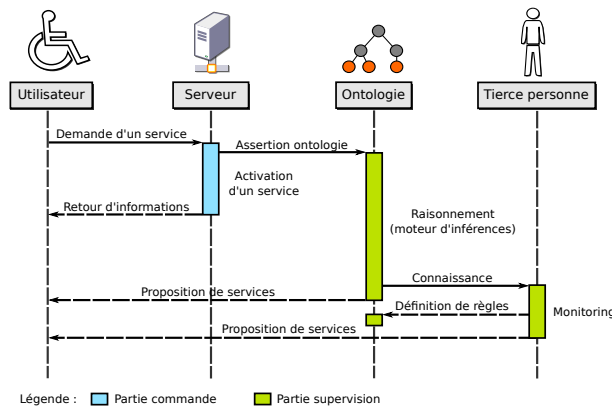 Utilisateur
Serveur
Ontologie
Tierce personne
Demande d'un service
Assertion ontologie
Activation
d'un service
Retour d'informations
Raisonnement
(moteur d'inférences)
Connaissance
Proposition de services
Définition de règles
Monitoring
Proposition de services
Légende :
Partie commande
Partie supervision